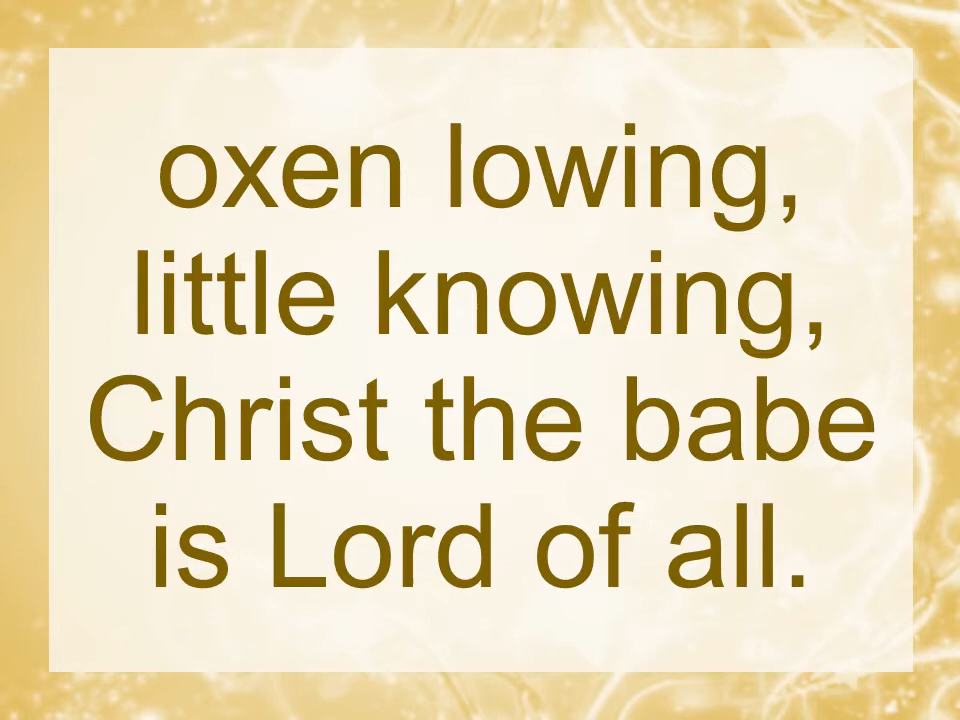 oxen lowing,
little knowing,
Christ the babe
is Lord of all.